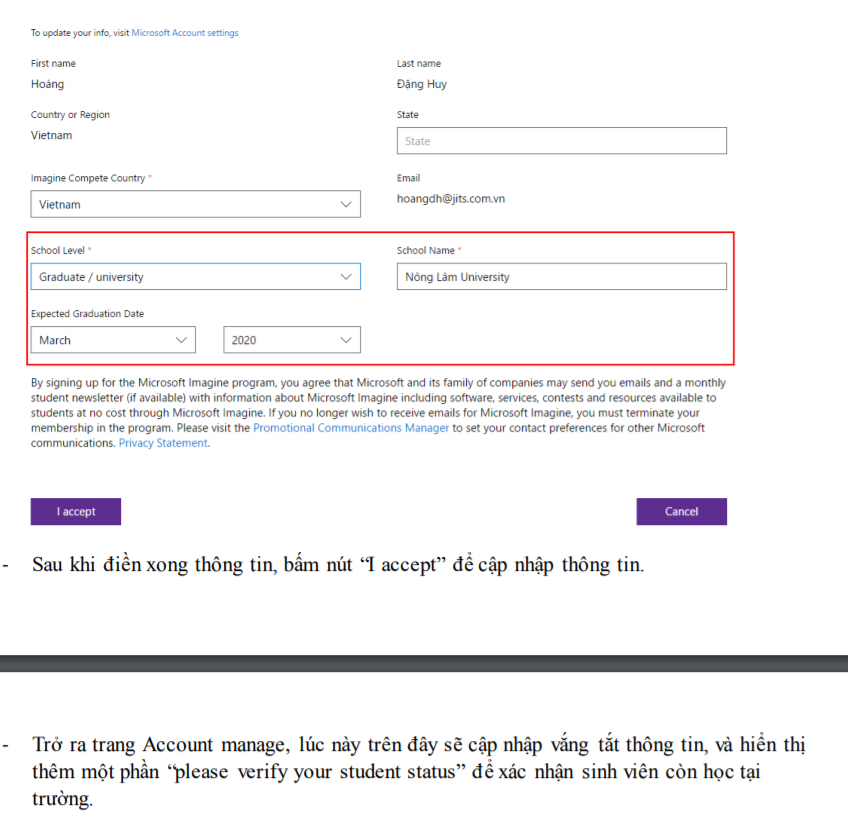 To update your info, visit Microsoft Account settings
First name
Last name
Hoảng
Đặng Huy
Country or Region
State
Vietnam
State
Imagine Compete Country *
Email
Vietnam
hoangdh@jits.com.vn
School Level *
School Name *
Graduate / university
Nông Lâm University
Expected Graduation Date
March
2020
By signing up for the Microsoft Imagine program, you agree that Microsoft and its family of companies may send you emails and a monthly
student newsletter (if available) with information about Microsoft Imagine including software, services, contests and resources available to
students at no cost through Microsoft Imagine. If you no longer wish to receive emails for Microsoft Imagine, you must terminate your
membership in the program. Please visit the Promotional Communications Manager to set your contact preferences for other Microsoft
communications. Privacy Statement.
I accept
Cancel
- Sau khi điền xong thông tin, bấm nút “I accept” để cập nhập thông tin.
- Trở ra trang Account manage, lúc này trên đây sẽ cập nhập vắng tắt thông tin, và hiển thị
thêm một phần “please verify your student status” để xác nhận sinh viên còn học tại
trường.